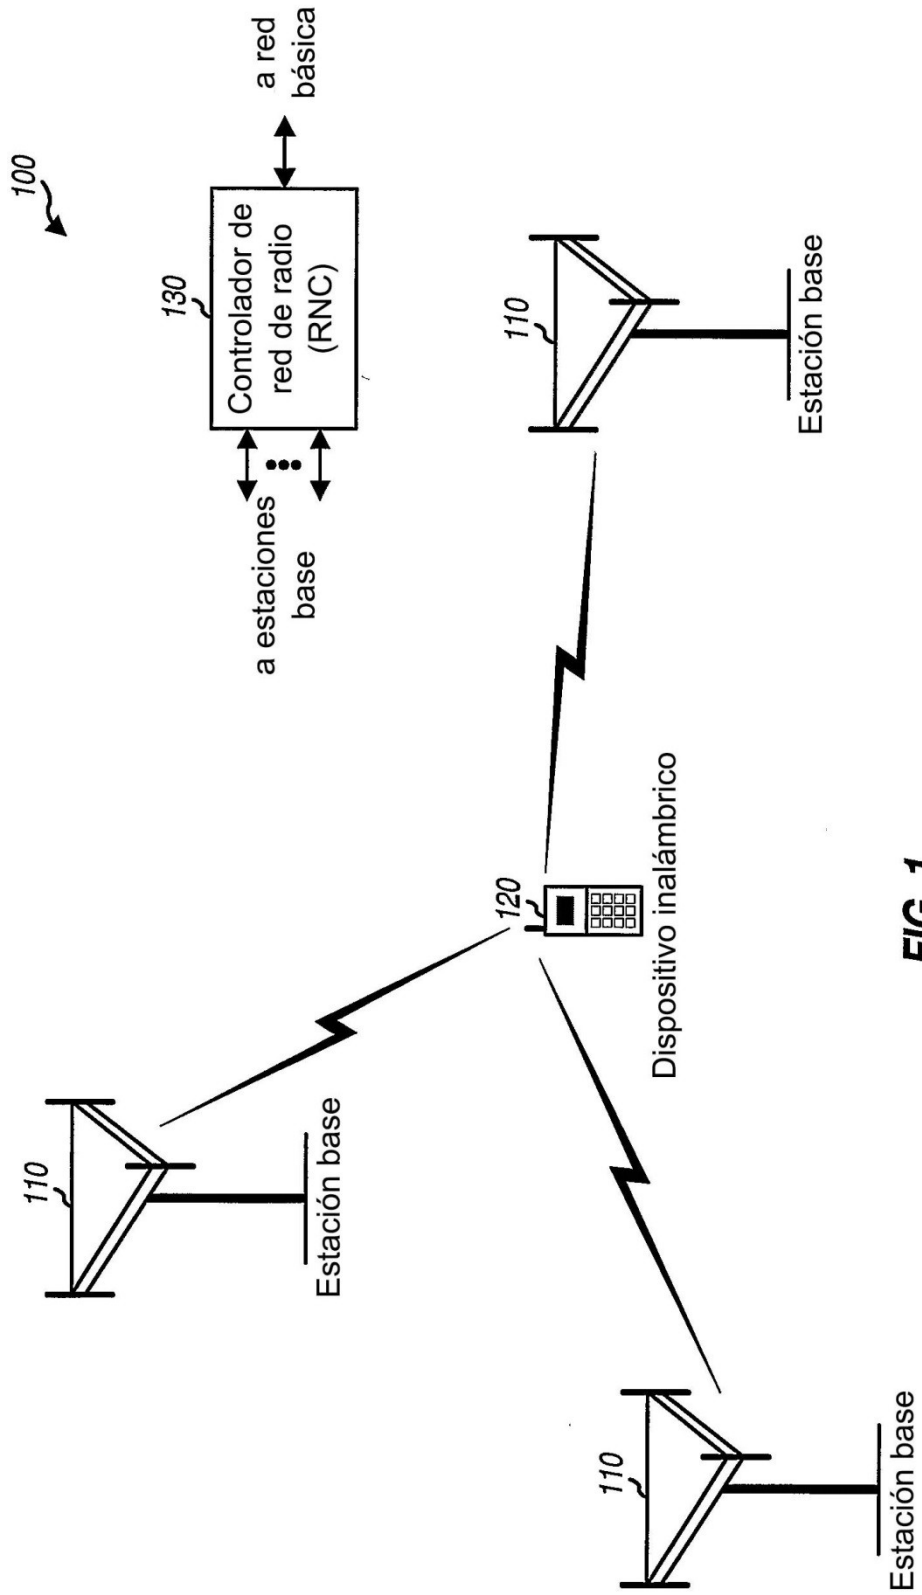 100
130
Controlador de
red de radio
(RNC)
a estaciones
base
a red
básica
110
Estación base
120
Dispositivo inalámbrico
110
Estación base
110
Estación base
FIG. 1